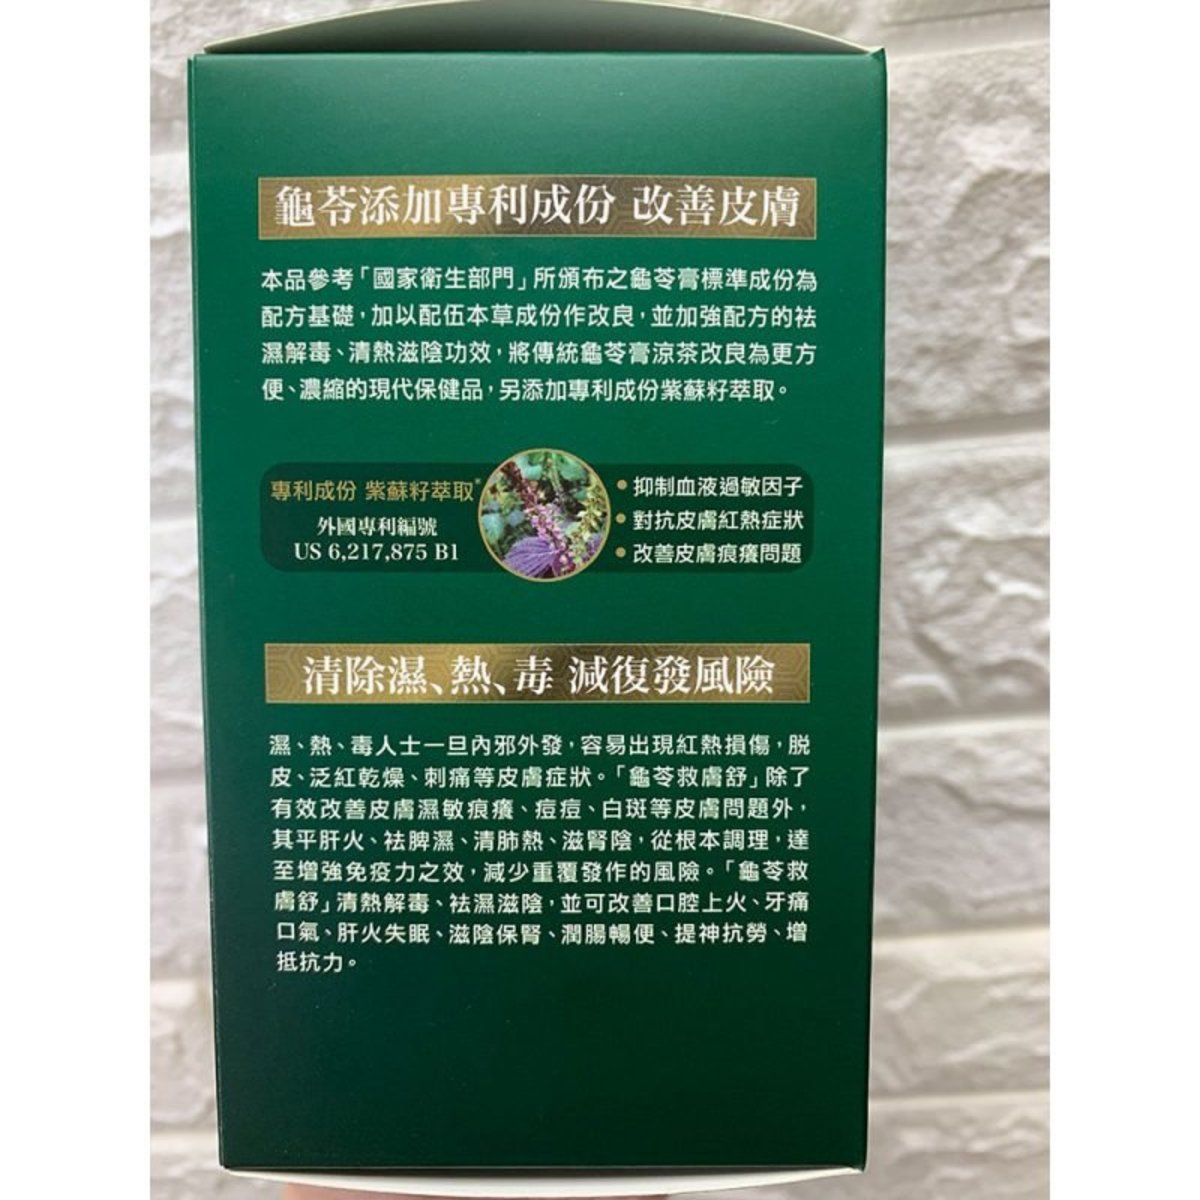 龜苓添加專利成份 改善皮膚
本品參考「國家衛生部門」所頒布之龜苓膏標準成份為
配方基礎，加以配伍本草成份作改良，並加強配方的祛
濕解毒、清熱滋陰功效，將傳統龜苓膏涼茶改良為更方
便、濃縮的現代保健品，另添加專利成份紫蘇籽萃取。
專利成份 紫蘇籽萃取*
外國專利編號
US 6,217,875 B1
• 抑制血液過敏因子
• 對抗皮膚紅熱症狀
• 改善皮膚痕癢問題
清除濕、熱、毒 減復發風險
濕、熱、毒人士一旦內邪外發，容易出現紅熱損傷，脱
皮、泛紅乾燥、刺痛等皮膚症狀。「龜苓救膚舒」除了
有效改善皮膚濕敏痕癢、痘痘、白斑等皮膚問題外，
其平肝火、祛脾濕、清肺熱、滋腎陰，從根本調理，達
至增強免疫力之效，減少重覆發作的風險。「龜苓救
膚舒」清熱解毒、祛濕滋陰，並可改善口腔上火、牙痛
口氣、肝火失眠、滋陰保腎、潤腸暢便、提神抗勞、增
抵抗力。